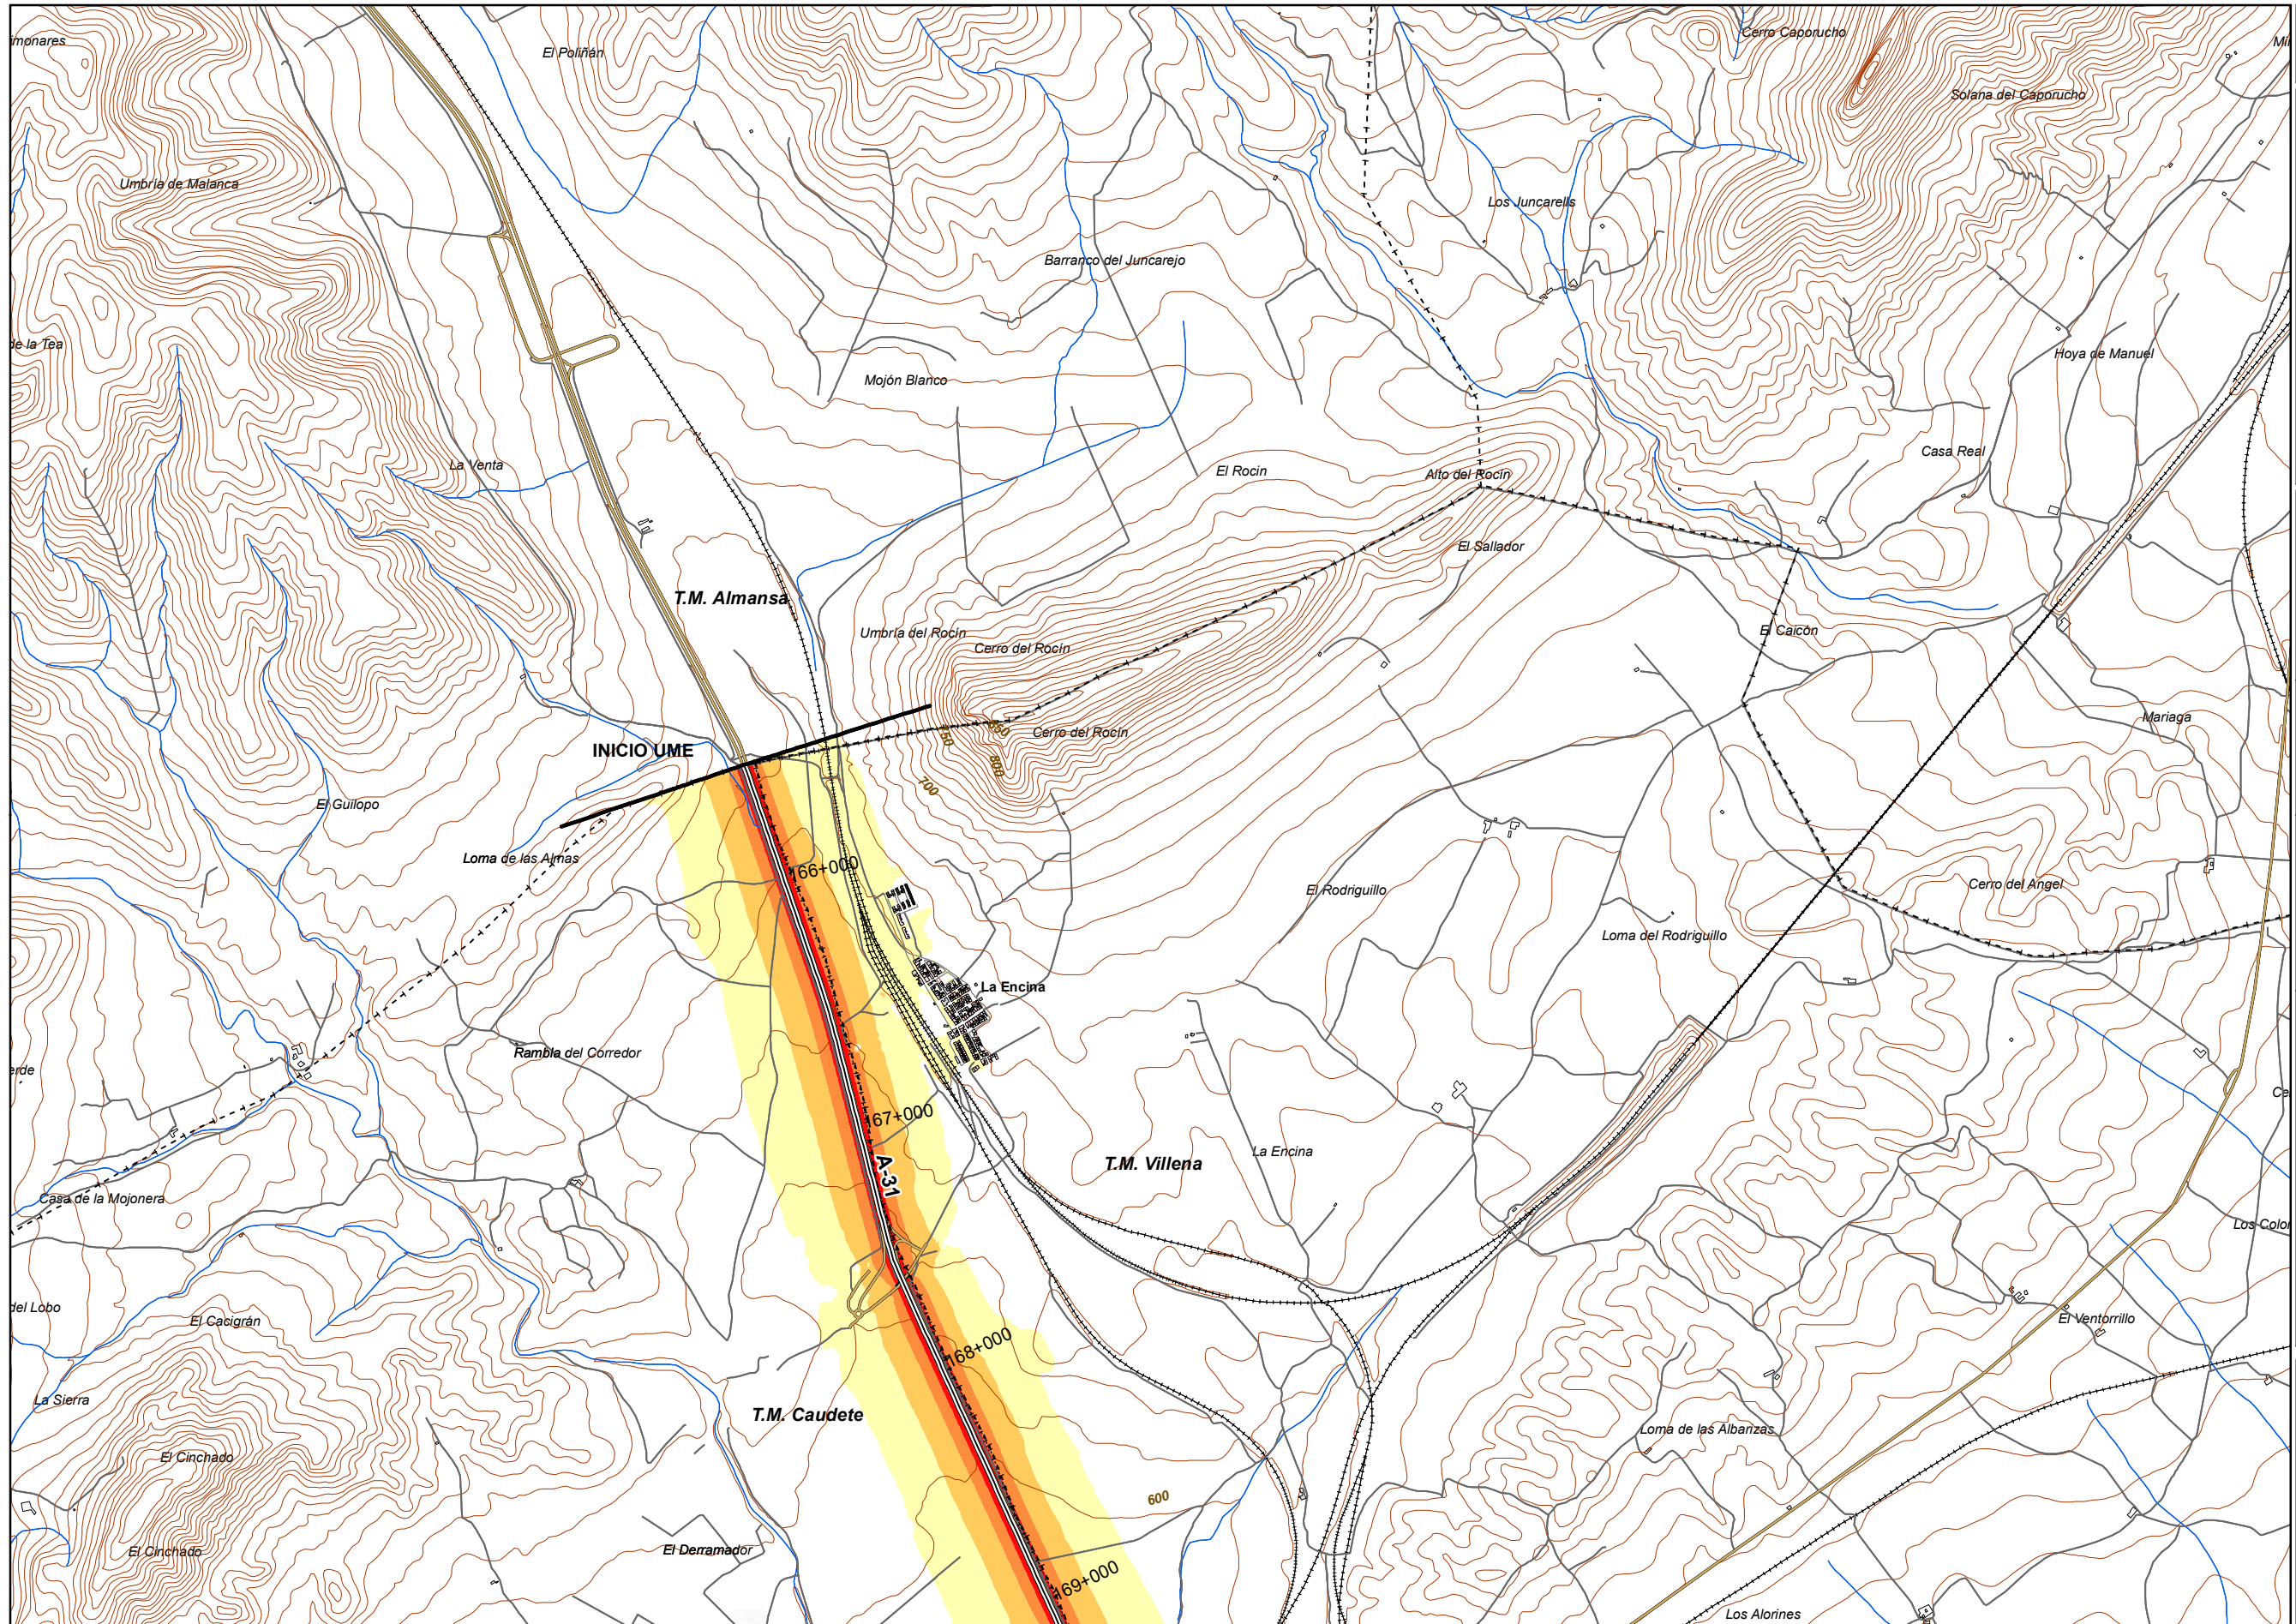 El Poliñán
Cerro Caporucho
Solana del Caporucho
Umbría de Malanca
Los Juncarells
Barranco del Juncarejo
de la Tea
Hoya de Manuel
Mojón Blanco
Casa Real
La Venta
El Rocin
Alto del Rocín
El Sallador
T.M. Almansa
Umbría del Rocín
El Caicón
Cerro del Rocín
Mariaga
850
750
Cerro del Rocín
INICIO UME
800
700
El Guilopo
Loma de las Almas
166+000
Cerro del Angel
El Rodriguillo
Loma del Rodriguillo
La Encina
Rambla del Corredor
167+000
La Encina
T.M. Villena
A-31
Casa de la Mojonera
del Lobo
El Cacigrán
El Ventorrillo
168+000
La Sierra
T.M. Caudete
Loma de las Albarizas
El Cinchado
600
El Cinchado
El Derramador
169+000
Los Alorines